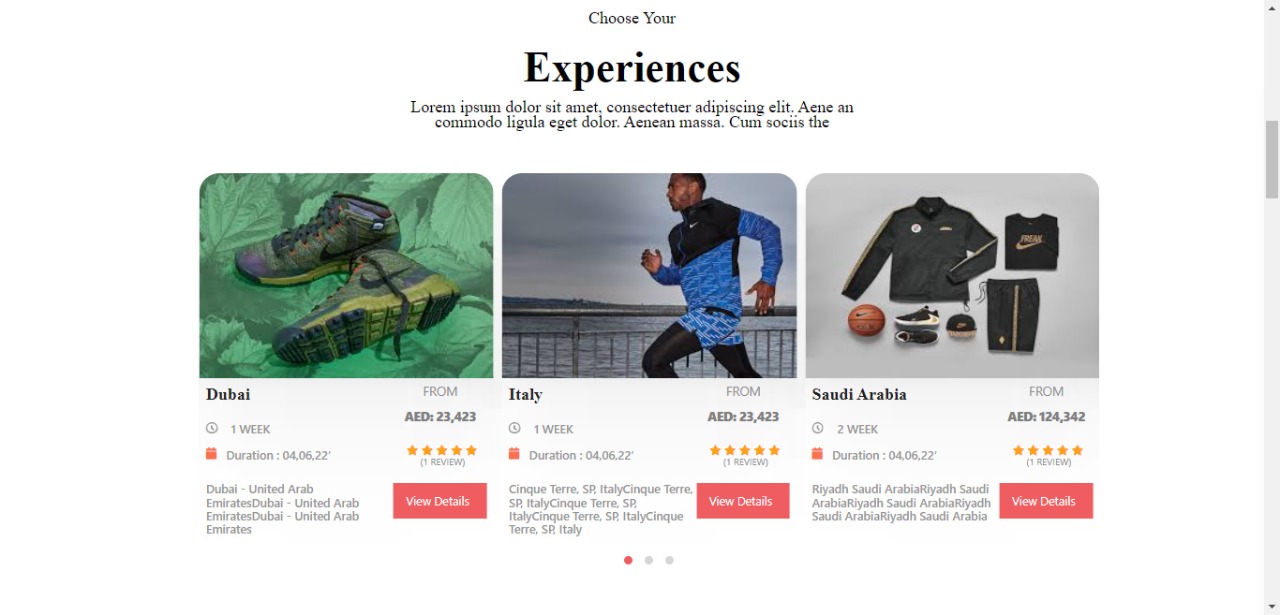 Choose Your
Experiences
Lorem ipsum dolor sit amet, consectetuer adipiscing elit. Aene an
commodo ligula eget dolor. Aenean massa. Cum sociis the
FREAK
Dubai
FROM
AED: 23,423
1 WEEK
Duration : 04,06,22’
(1 REVIEW)
Dubai - United Arab
EmiratesDubai - United Arab
EmiratesDubai - United Arab
Emirates
View Details
Italy
FROM
AED: 23,423
1 WEEK
Duration : 04,06,22’
(1 REVIEW)
Cinque Terre, SP, ItalyCinque Terre,
SP, ItalyCinque Terre, SP,
ItalyCinque Terre, SP, ItalyCinque
Terre, SP, Italy
View Details
Saudi Arabia
FROM
AED: 124,342
2 WEEK
Duration : 04,06,22’
(1 REVIEW)
Riyadh Saudi ArabiaRiyadh Saudi
ArabiaRiyadh Saudi ArabiaRiyadh
Saudi ArabiaRiyadh Saudi Arabia
View Details